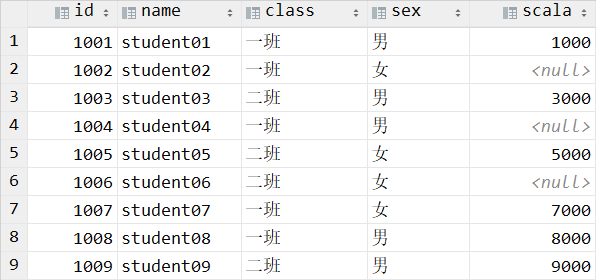 id name class sex scala
1 1001 student01 一班 男 1000
2 1002 student02 一班 女 <null>
3 1003 student03 二班 男 3000
4 1004 student04 一班 男 <null>
5 1005 student05 二班 女 5000
6 1006 student06 二班 女 <null>
7 1007 student07 一班 女 7000
8 1008 student08 一班 男 8000
9 1009 student09 二班 男 9000